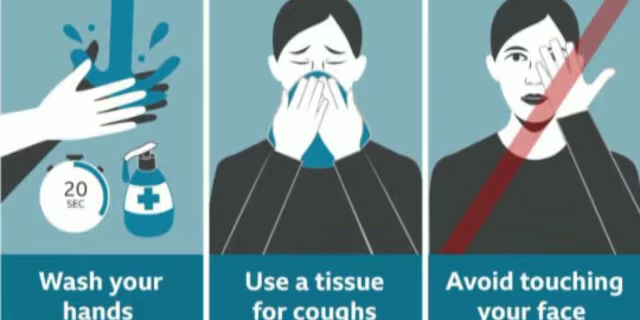 20
SEC
Wash your
hands
Use a tissue
for coughs
Avoid touching
your face